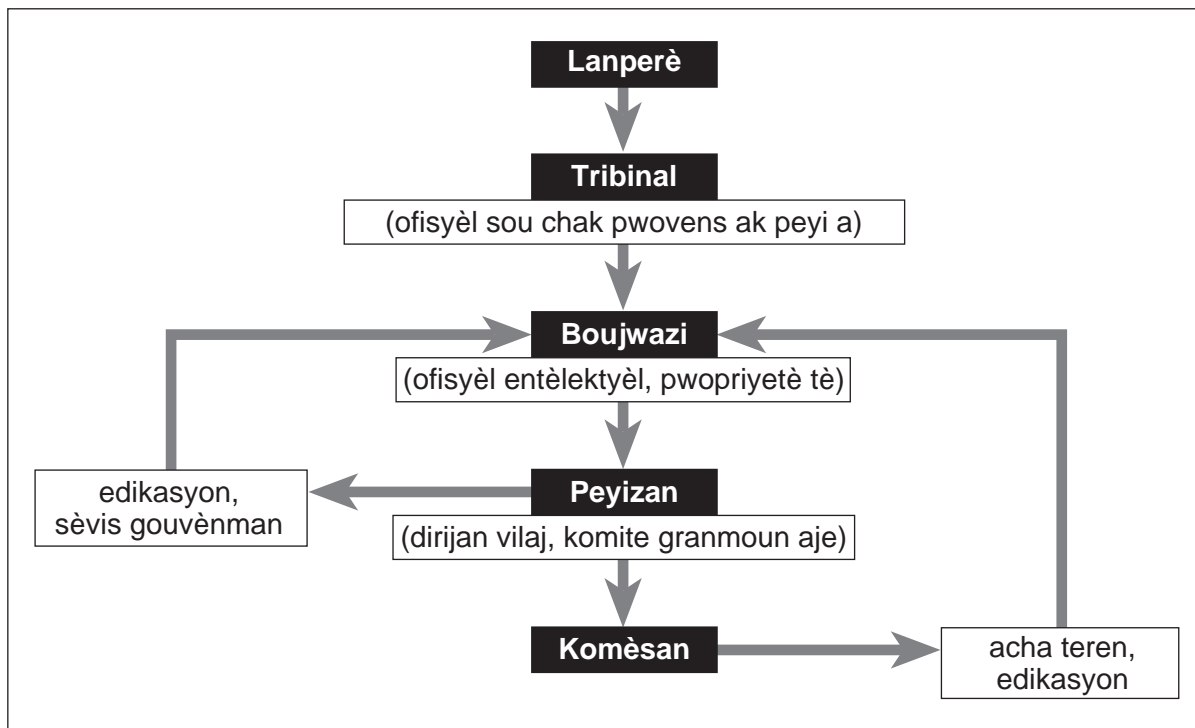 Lanperè
Tribinal
(ofisyèl sou chak pwovens ak peyi a)
Boujwazi
(ofisyèl entèlektyèl, pwopriyetè tè)
edikasyon,
sèvis gouvènman
Peyizan
(dirijan vilaj, komite granmoun aje)
Komèsan
acha teren,
edikasyon